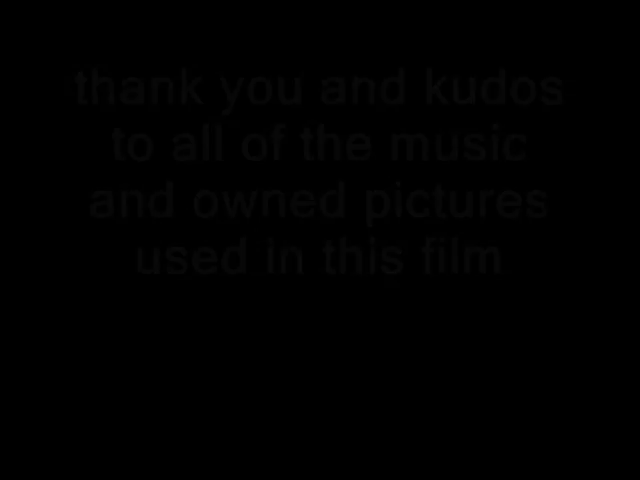 thank you and kudos
to all of the music
and owned pictures
used in this film